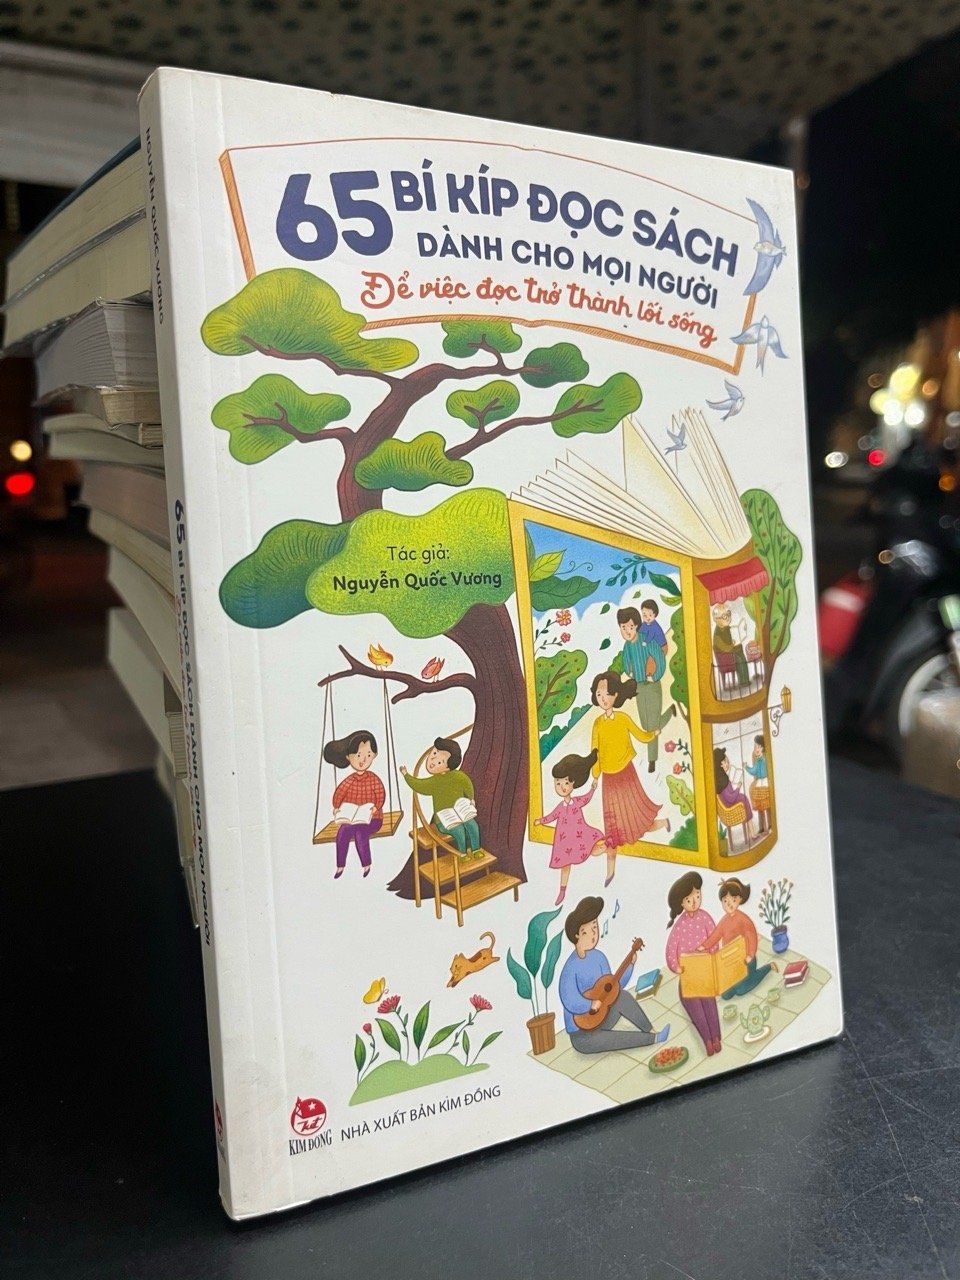 65 BÍ KÍP ĐỌC SÁCH
DÀNH CHO MỌI NGƯỜI
Để việc đọc trở thành lối sống
Tác giả:
Nguyễn Quốc Vương
KIM ĐỒNG
NHÀ XUẤT BẢN KIM ĐỒNG
NGUYỄN QUỐC VƯƠNG
65 BÍ KÍP ĐỌC SÁCH DÀNH CHO MỌI NGƯỜI